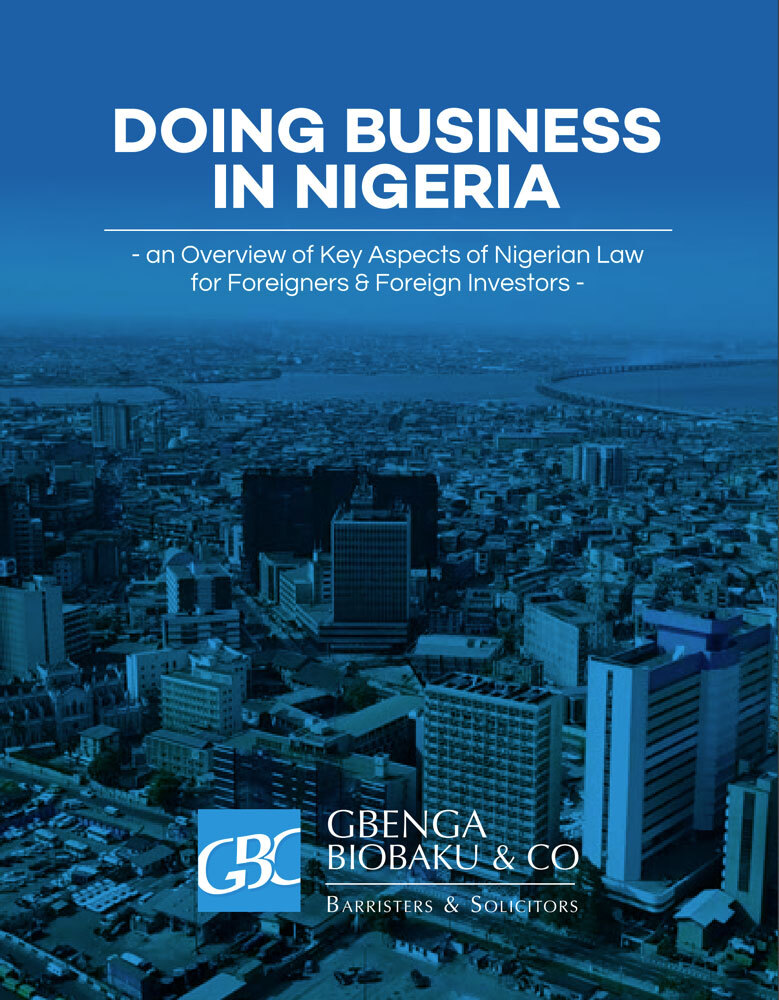 DOING BUSINESS
IN NIGERIA
- an Overview of Key Aspects of Nigerian Law
for Foreigners & Foreign Investors -
GBC
GBENGA
BIOBAKU & CO
BARRISTERS & SOLICITORS